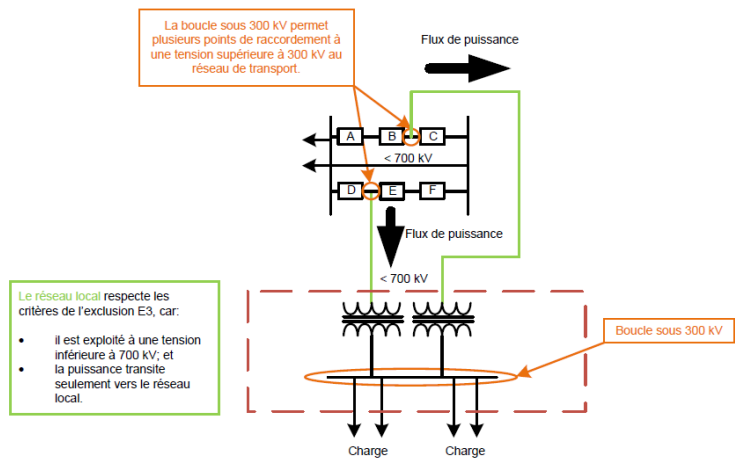 La boucle sous 300 kV permet
plusieurs points de raccordement à
une tension supérieure à 300 kV au
réseau de transport.
Flux de puissance
A
B
C
< 700 kV
D
E
F
Flux de puissance
< 700 kV
Le réseau local respecte les
critères de l'exclusion E3, car:
• il est exploité à une tension
inférieure à 700 kV; et
• la puissance transite
seulement vers le réseau
local.
Boucle sous 300 kV
Charge
Charge